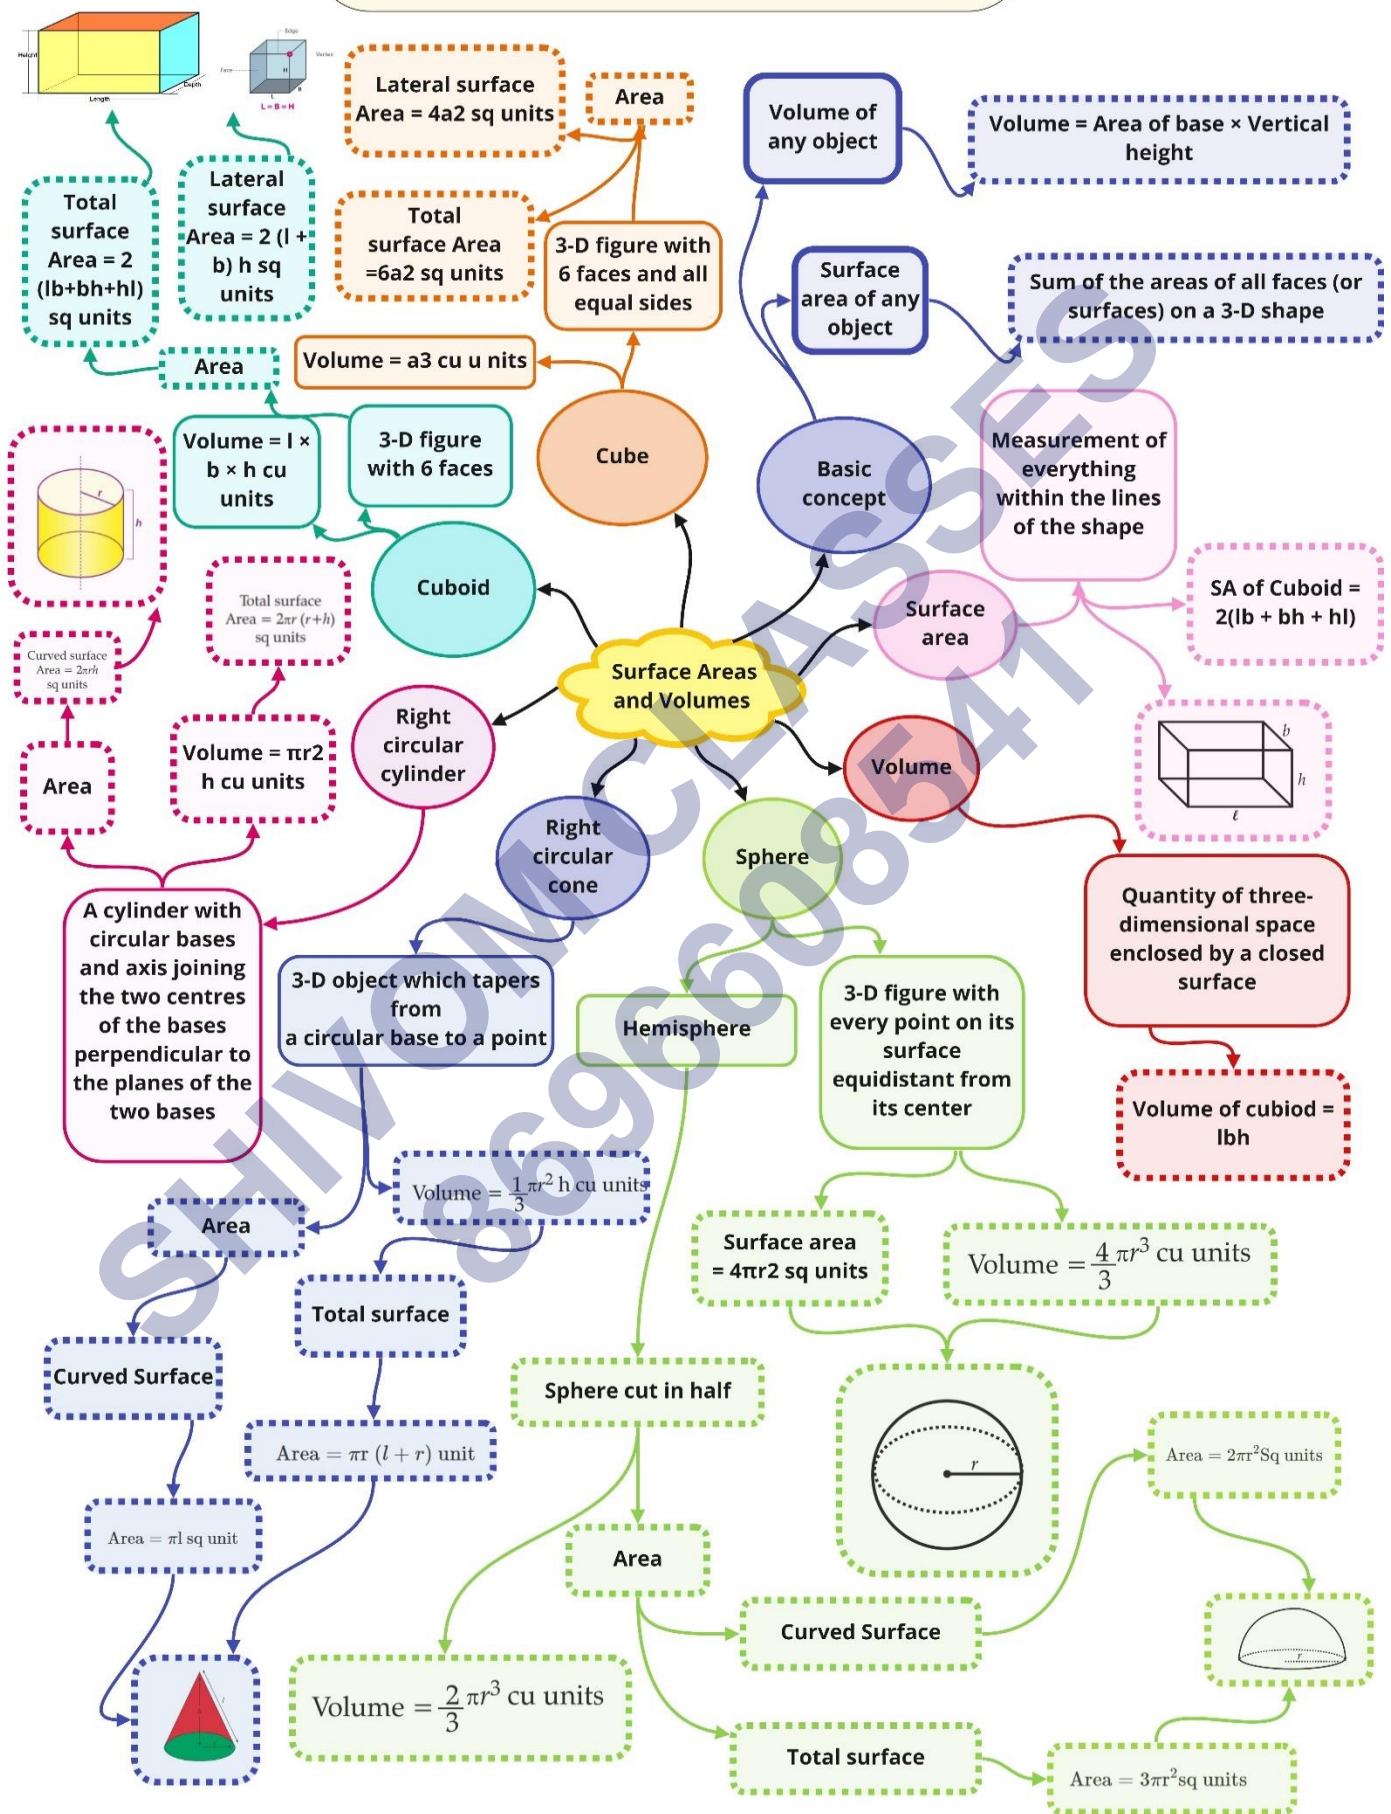 Height
Length
Depth
Edge
Vertex
Face
H
L
B
L = B = H
Lateral surface
Area = 4a2 sq units
Area
Total
surface Area
=6a2 sq units
3-D figure with
6 faces and all
equal sides
Volume = a3 cu u nits
Cube
Volume of
any object
Volume = Area of base × Vertical
height
Surface
area of any
object
Sum of the areas of all faces (or
surfaces) on a 3-D shape
Basic
concept
Total
surface
Area = 2
(lb+bh+hl)
sq units
Lateral
surface
Area = 2 (l +
b) h sq
units
Area
Volume = l ×
b × h cu
units
3-D figure
with 6 faces
Cuboid
Measurement of
everything
within the lines
of the shape
Surface
area
SA of Cuboid =
2(lb + bh + hl)
b
h
ℓ
r
h
Total surface
Area = 2πr (r+h)
sq units
Curved surface
Area = 2πrh
sq units
Area
Volume = πr2
h cu units
Right
circular
cylinder
Surface Areas
and Volumes
Volume
Right
circular
cone
Sphere
A cylinder with
circular bases
and axis joining
the two centres
of the bases
perpendicular to
the planes of the
two bases
3-D object which tapers
from
a circular base to a point
Hemisphere
3-D figure with
every point on its
surface
equidistant from
its center
Quantity of three-
dimensional space
enclosed by a closed
surface
Volume of cubiod =
lbh
Area
Volume = 1/3 πr² h cu units
Total surface
Curved Surface
Area = πr (l + r) unit
Area = πl sq unit
l
Surface area
= 4πr2 sq units
Volume = 4/3 πr³ cu units
r
Sphere cut in half
Area
Volume = 2/3 πr³ cu units
Curved Surface
Area = 2πr²Sq units
r
Total surface
Area = 3πr²sq units
SHIVOM CLASSES
8696608541